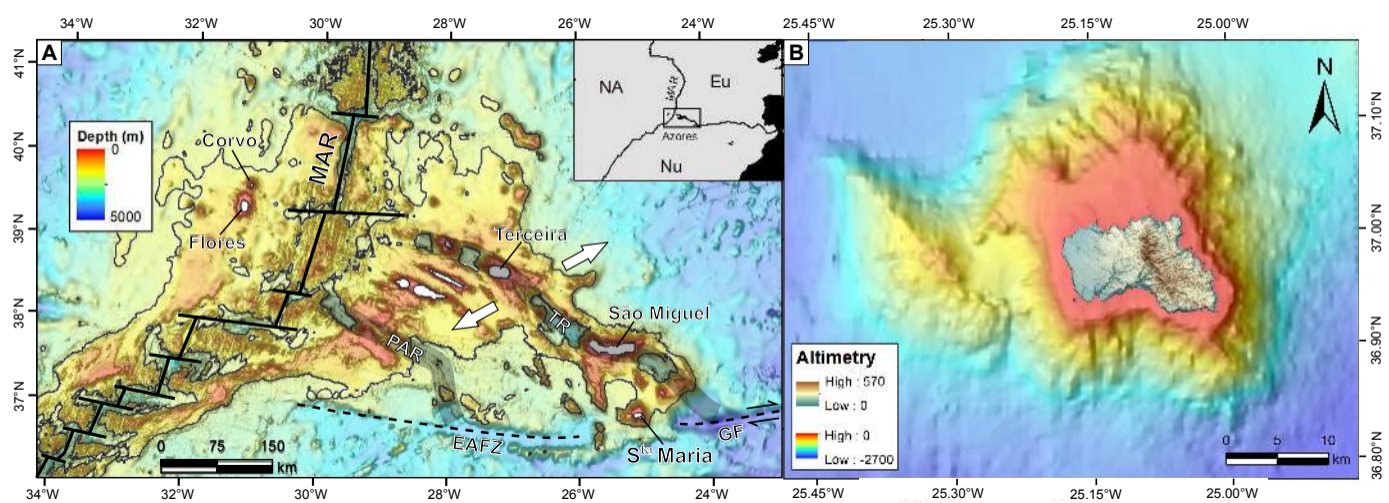 34°W 32°W 30°W 28°W 26°W 24°W
A
41°N
40°N
39°N
38°N
37°N
Depth (m)
0
5000
Corvo
Flores
MAR
NA
Eu
MAR
Azores
Nu
Terceira
São Miguel
TR
PAR
EAFZ
GF
Sta Maria
0 75 150
km
34°W 32°W 30°W 28°W 26°W 24°W
25.45°W 25.30°W 25.15°W 25.00°W
B
N
37.10°N
37.00°N
36.90°N
36.80°N
Altimetry
High : 570
Low : 0
High : 0
Low : -2700
0 5 10
km
25.45°W 25.30°W 25.15°W 25.00°W